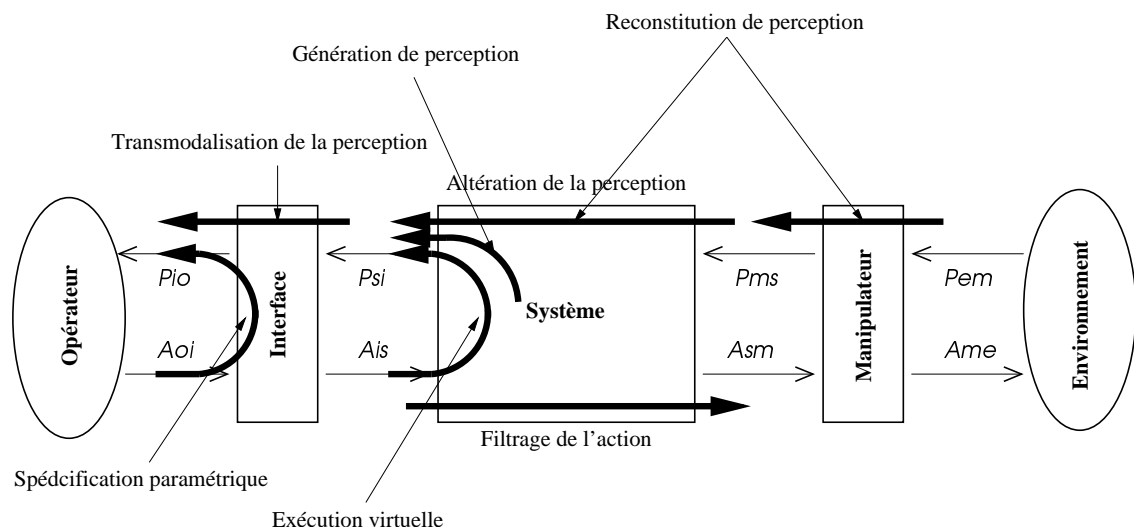 Reconstitution de perception
Génération de perception
Transmodalisation de la perception
Altération de la perception
Opérateur
Pio
Aoi
Interface
Psi
Ais
Système
Pms
Asm
Manipulateur
Pem
Ame
Environnement
Filtrage de l'action
Spédcification paramétrique
Exécution virtuelle